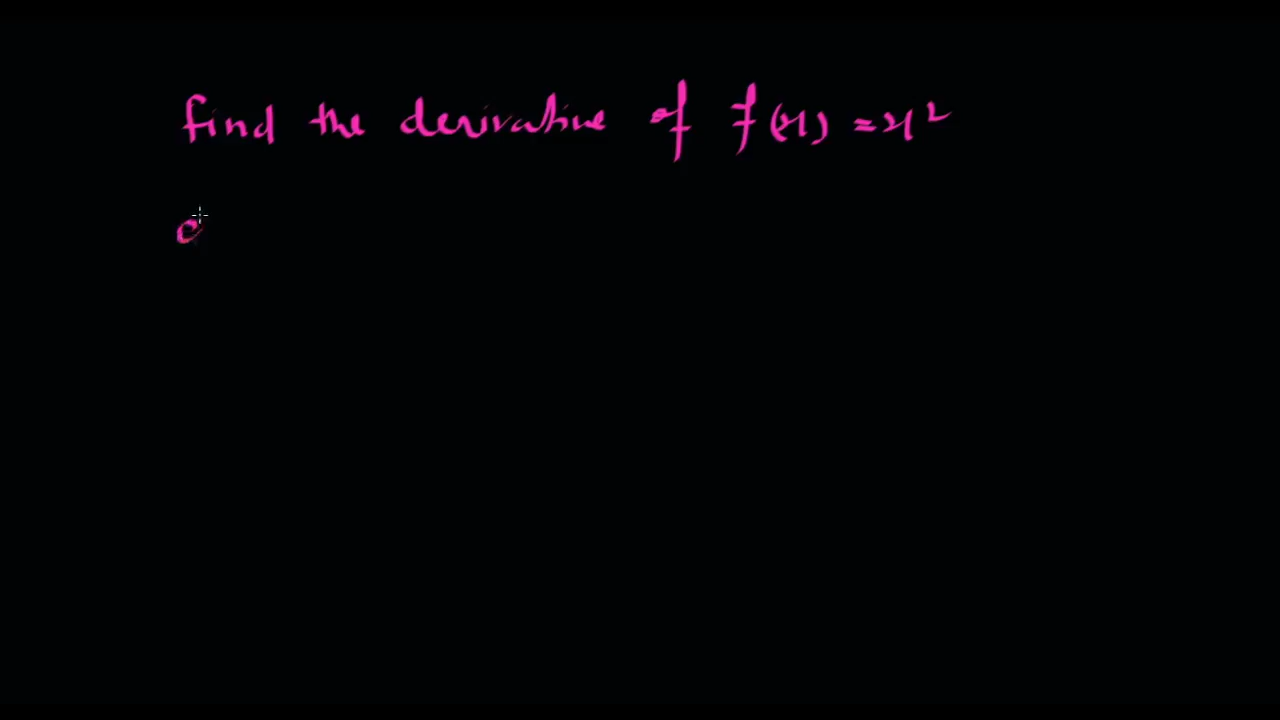 find the derivative of f(x) = x²